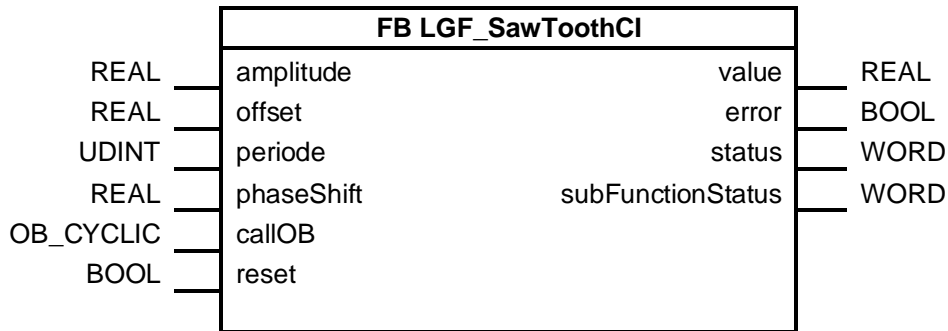 FB LGF_SawToothCI
REAL amplitude value REAL
REAL offset error BOOL
UDINT periode status WORD
REAL phaseShift subFunctionStatus WORD
OB_CYCLIC callOB
BOOL reset